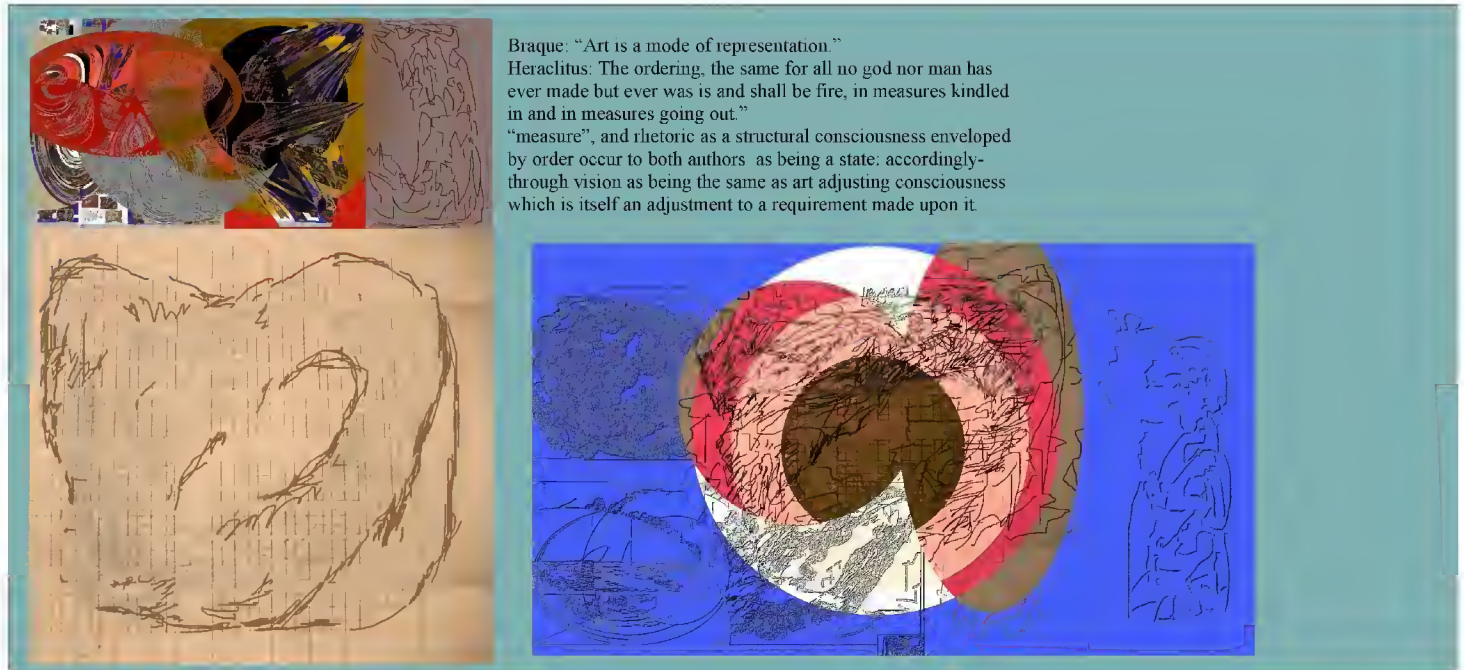 Braque: “Art is a mode of representation.”
Heraclitus: The ordering, the same for all no god nor man has
ever made but ever was is and shall be fire, in measures kindled
in and in measures going out.”
“measure”, and rhetoric as a structural consciousness enveloped
by order occur to both authors as being a state; accordingly-
through vision as being the same as art adjusting consciousness
which is itself an adjustment to a requirement made upon it.